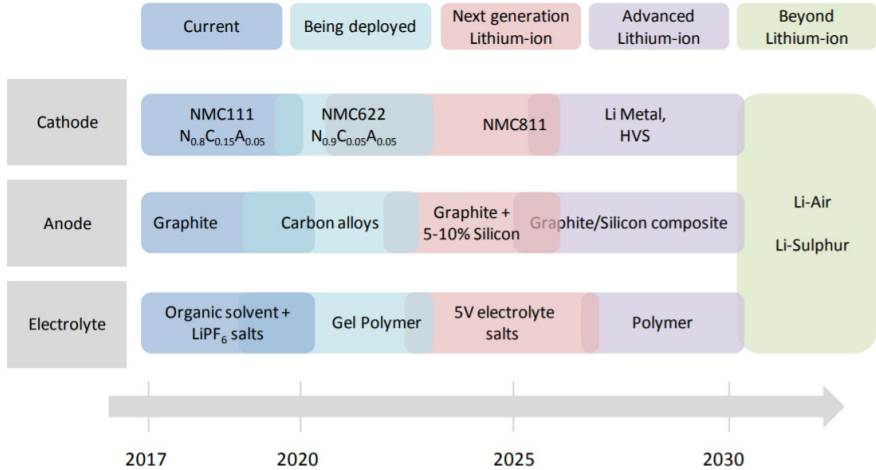 Current
Being deployed
Next generation
Lithium-ion
Advanced
Lithium-ion
Beyond
Lithium-ion
Cathode
NMC111
N₀.₈C₀.₁₅A₀.₀₅
NMC622
N₀.₉C₀.₀₅A₀.₀₅
NMC811
Li Metal,
HVS
Anode
Graphite
Carbon alloys
Graphite +
5-10% Silicon
Graphite/Silicon composite
Li-Air
Li-Sulphur
Electrolyte
Organic solvent +
LiPF₆ salts
Gel Polymer
5V electrolyte
salts
Polymer
2017
2020
2025
2030